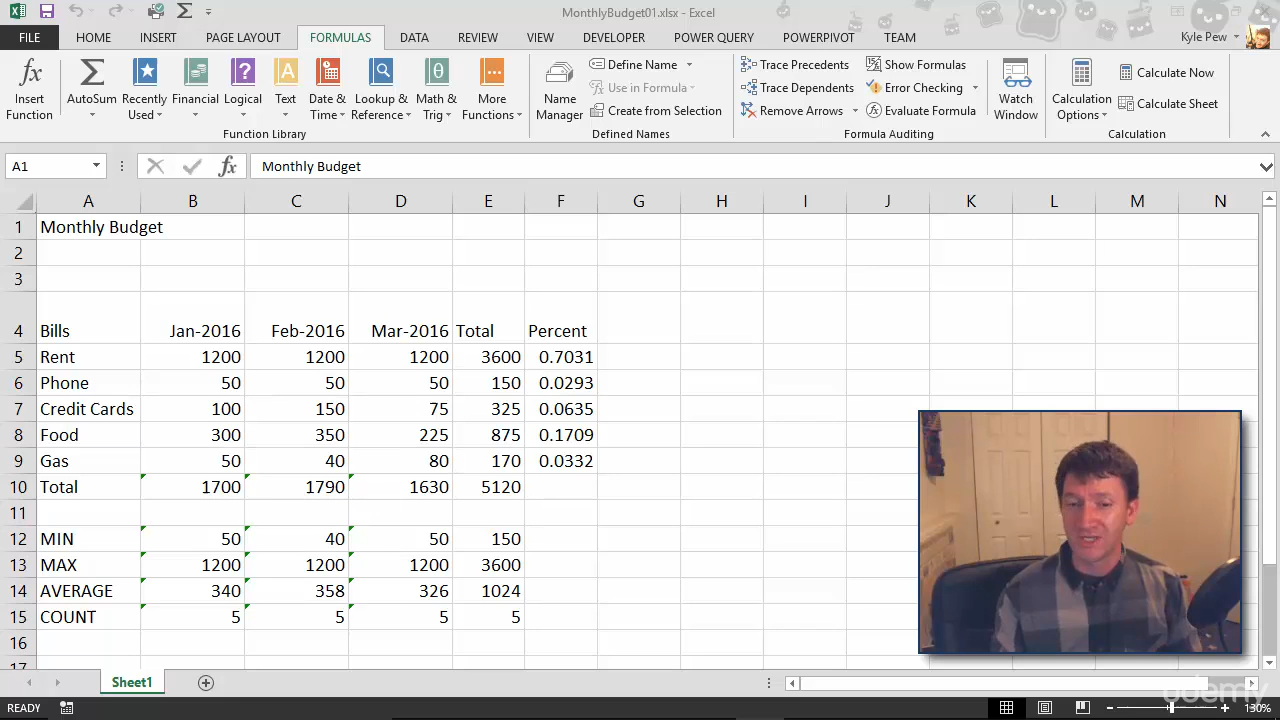 MonthlyBudget01.xlsx - Excel
FILE HOME INSERT PAGE LAYOUT FORMULAS DATA REVIEW VIEW DEVELOPER POWER QUERY POWERPIVOT TEAM Kyle Pew
Insert Function
AutoSum
Recently Used
Financial
Logical
Text
Date & Time
Lookup & Reference
Math & Trig
More Functions
Function Library
Name Manager
Define Name
Use in Formula
Create from Selection
Defined Names
Trace Precedents
Trace Dependents
Remove Arrows
Show Formulas
Error Checking
Evaluate Formula
Formula Auditing
Watch Window
Calculation Options
Calculate Now
Calculate Sheet
Calculation
A1 fx Monthly Budget
A B C D E F G H I J K L M N
1 Monthly Budget
2
3
4 Bills Jan-2016 Feb-2016 Mar-2016 Total Percent
5 Rent 1200 1200 1200 3600 0.7031
6 Phone 50 50 50 150 0.0293
7 Credit Cards 100 150 75 325 0.0635
8 Food 300 350 225 875 0.1709
9 Gas 50 40 80 170 0.0332
10 Total 1700 1790 1630 5120
11
12 MIN 50 40 50 150
13 MAX 1200 1200 1200 3600
14 AVERAGE 340 358 326 1024
15 COUNT 5 5 5 5
16
17
Sheet1
udemy
READY 130%